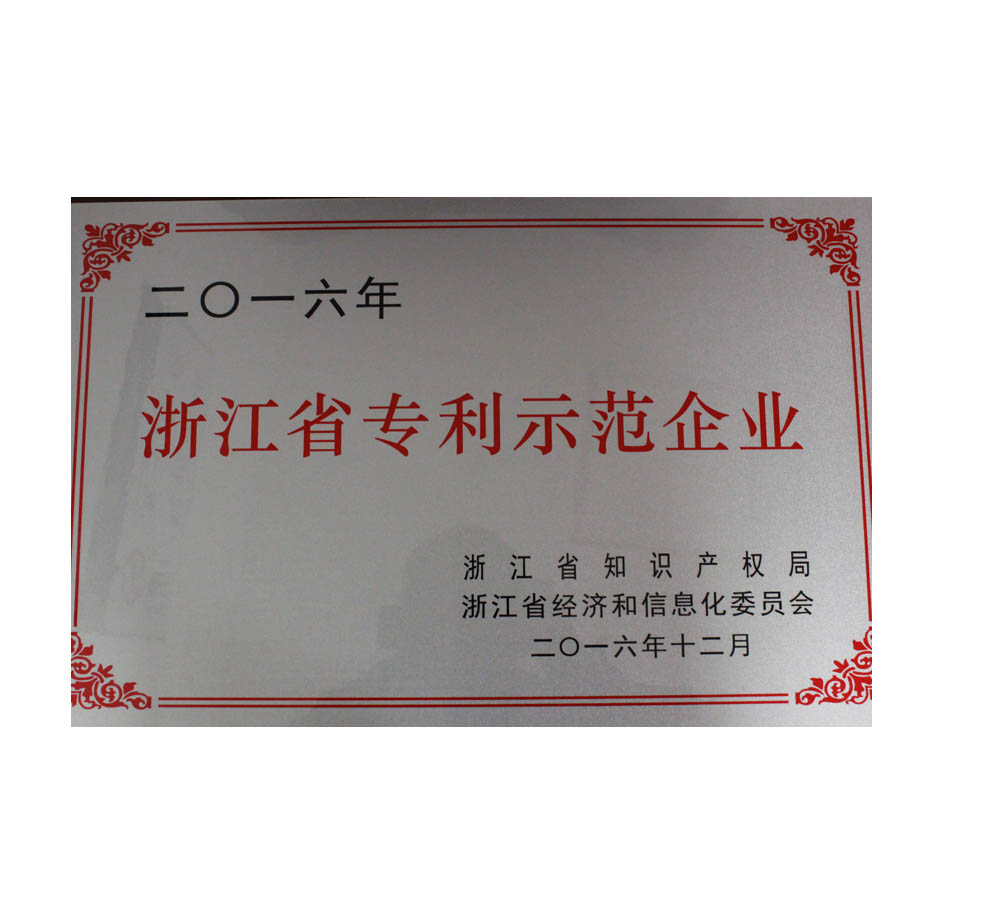 二〇一六年
浙江省专利示范企业
浙江省知识产权局
浙江省经济和信息化委员会
二〇一六年十二月